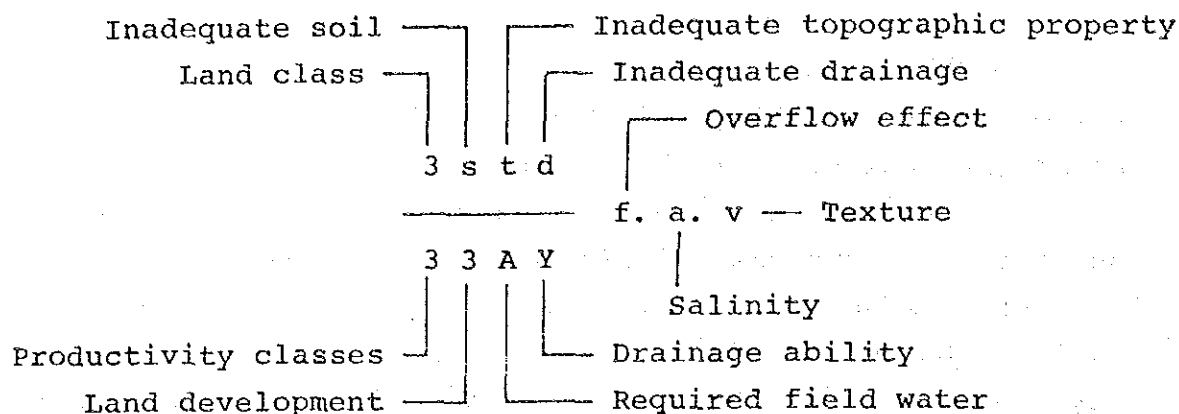 Inadequate soil Inadequate topographic property
Land class Inadequate drainage
Overflow effect
3 s t d
f. a. v — Texture
3 3 A Y
Salinity
Productivity classes Drainage ability
Land development Required field water